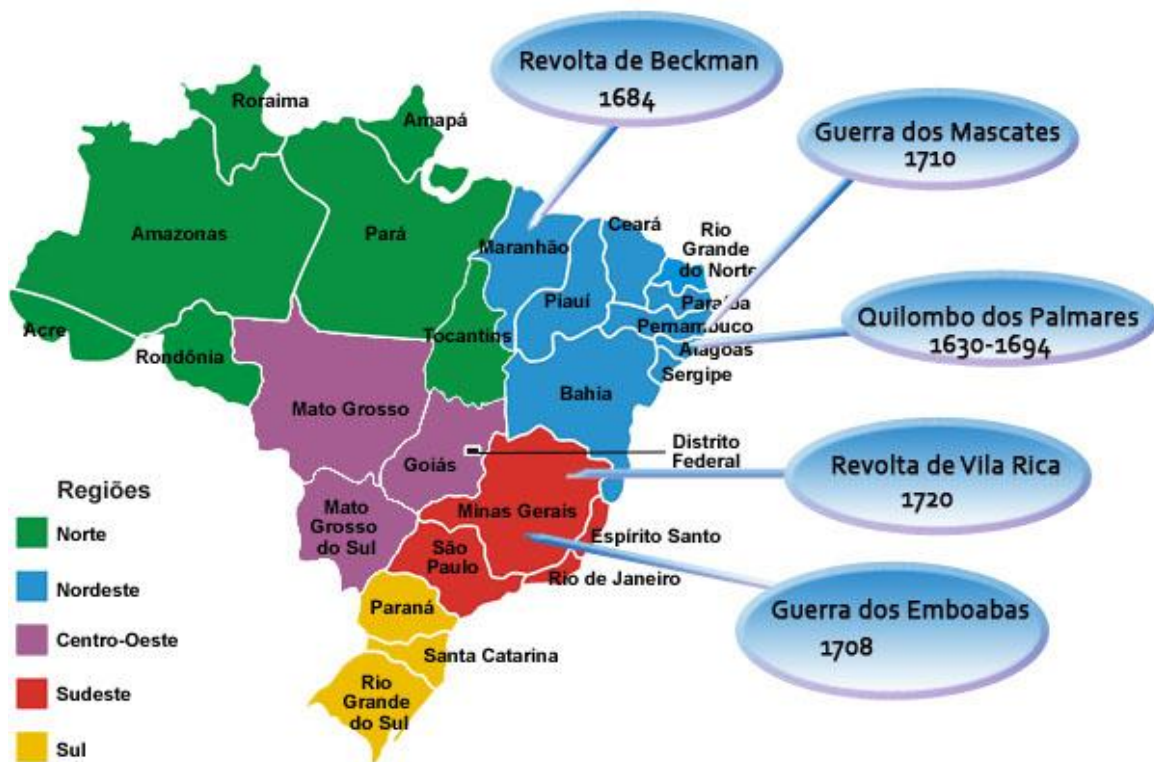 Revolta de Beckman
1684
Guerra dos Mascates
1710
Quilombo dos Palmares
1630-1694
Revolta de Vila Rica
1720
Guerra dos Emboabas
1708
Roraima
Amapá
Amazonas
Pará
Maranhão
Ceará
Rio
Grande
do Norte
Piauí
Paraíba
Pernambuco
Alagoas
Sergipe
Acre
Rondônia
Tocantins
Bahia
Mato Grosso
Goiás
Distrito
Federal
Mato
Grosso
do Sul
Minas Gerais
Espírito Santo
São
Paulo
Rio de Janeiro
Paraná
Santa Catarina
Rio
Grande
do Sul
Regiões
Norte
Nordeste
Centro-Oeste
Sudeste
Sul